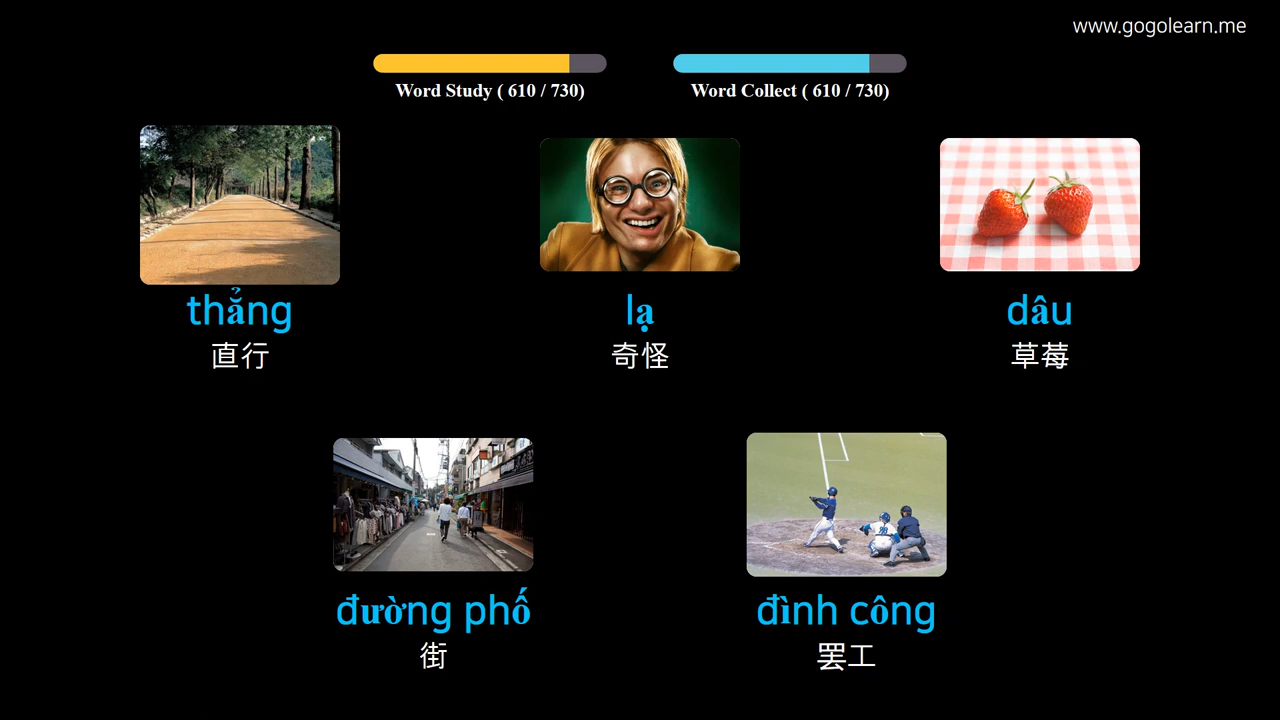 www.gogolearn.me
Word Study ( 610 / 730)
Word Collect ( 610 / 730)
thẳng
直行
lạ
奇怪
dâu
草莓
đường phố
街
đình công
罢工